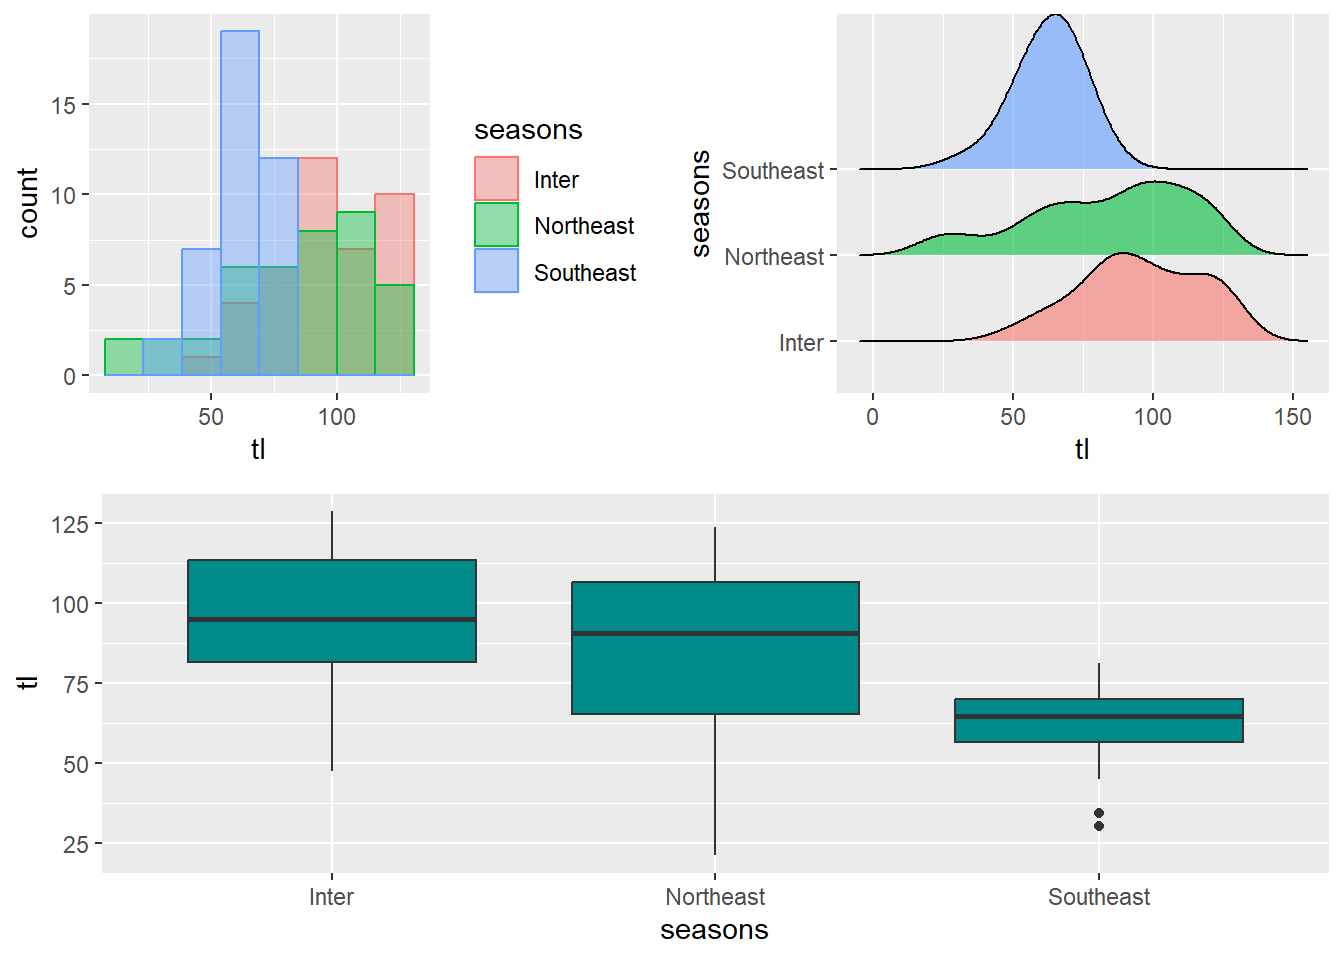 count
15
10
5
0
50 100
tl
seasons
Inter
Northeast
Southeast
seasons
Southeast
Northeast
Inter
0 50 100 150
tl
tl
125
100
75
50
25
Inter Northeast Southeast
seasons